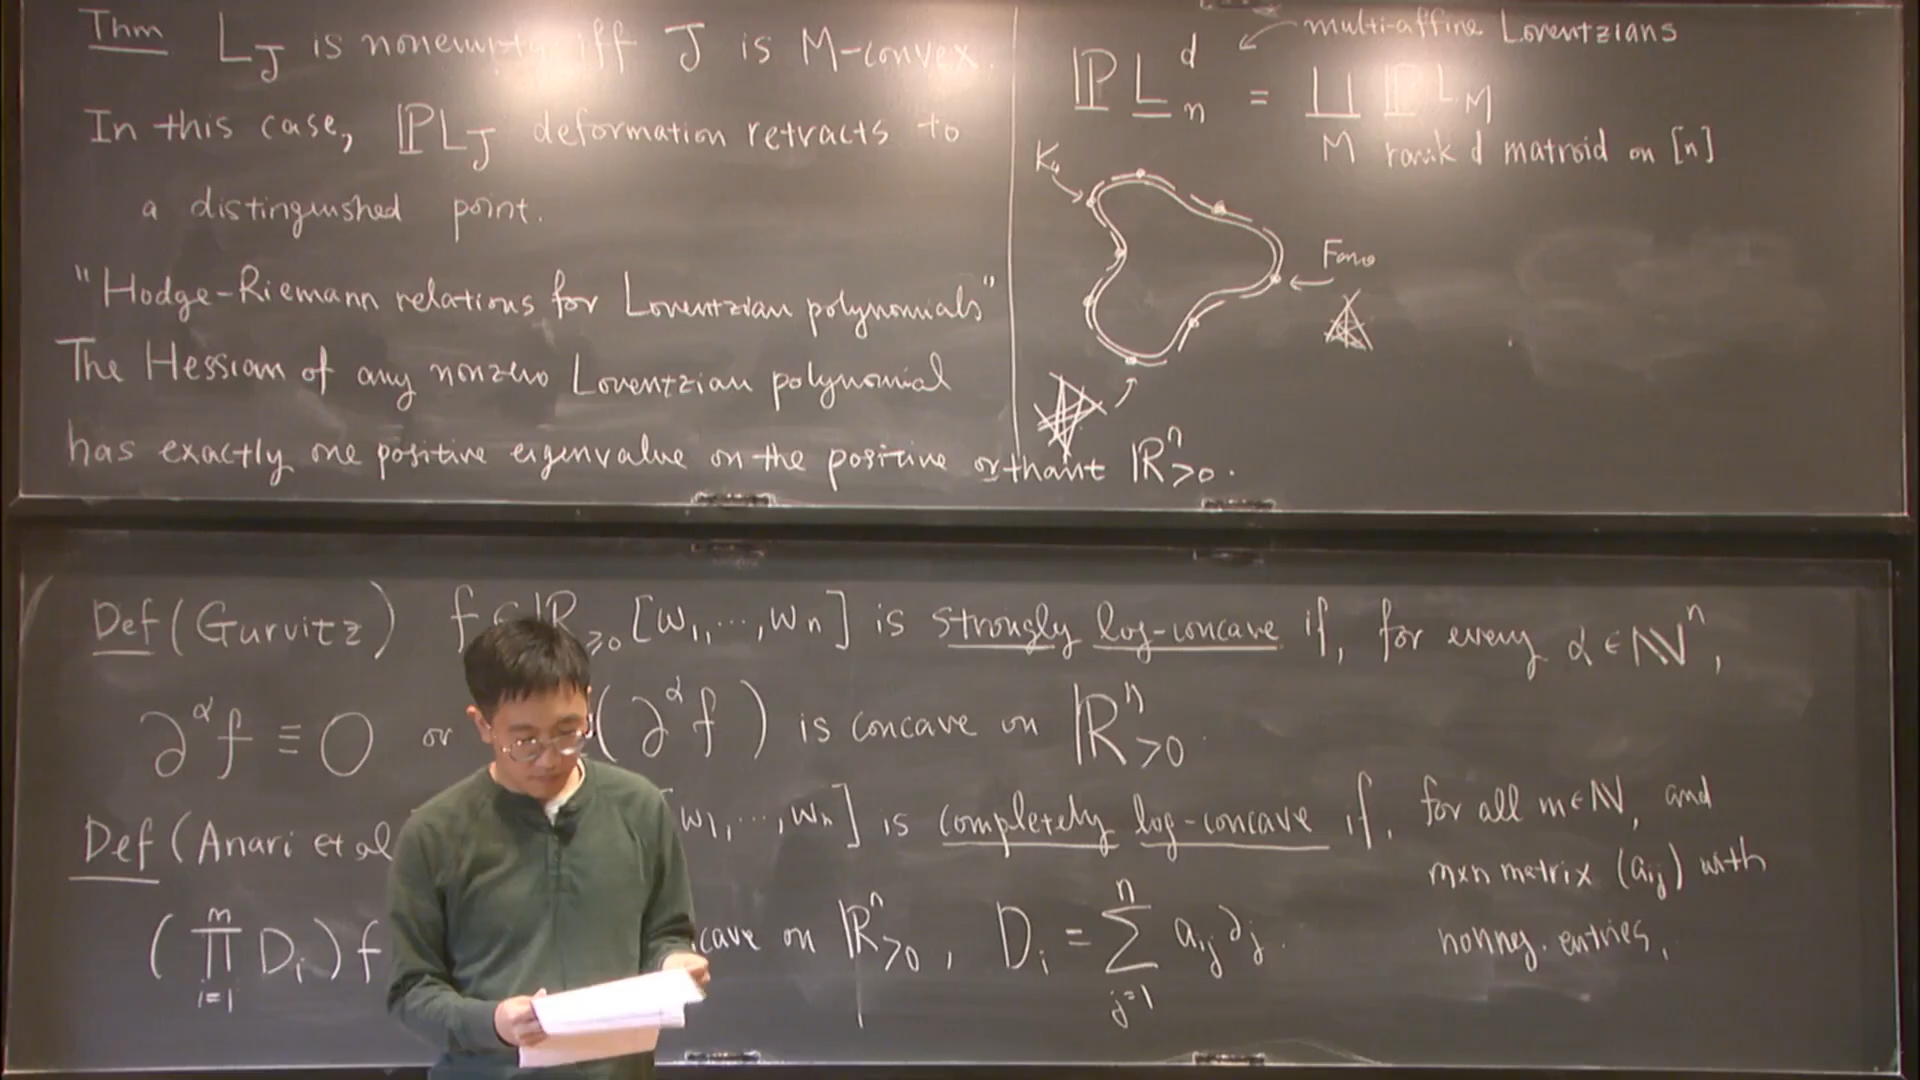 Thm L_J is nonempty iff J is M-convex.
In this case, ℙL_J deformation retracts to
a distinguished point.
"Hodge-Riemann relations for Lorentzian polynomials"
The Hessian of any nonzero Lorentzian polynomial
has exactly one positive eigenvalue on the positive orthant ℝ^n_{>0}.
multi-affine Lorentzians
ℙL^d_n = ∐ ℙL_M
M rank d matroid on [n]
K_4
Fano
Def (Gurvitz) f ∈ ℝ_{≥0} [w_1, ..., w_n] is strongly log-concave if, for every α ∈ ℕ^n,
∂^α f ≡ 0 or (∂^α f) is concave on ℝ^n_{>0}.
Def (Anari et al w_1, ..., w_n] is completely log-concave if, for all m ∈ ℕ, and
m×n matrix (a_{ij}) with
nonneg. entries,
(∏_{i=1}^m D_i) f cave on ℝ^n_{>0}, D_i = ∑_{j=1}^n a_{ij} ∂_j.